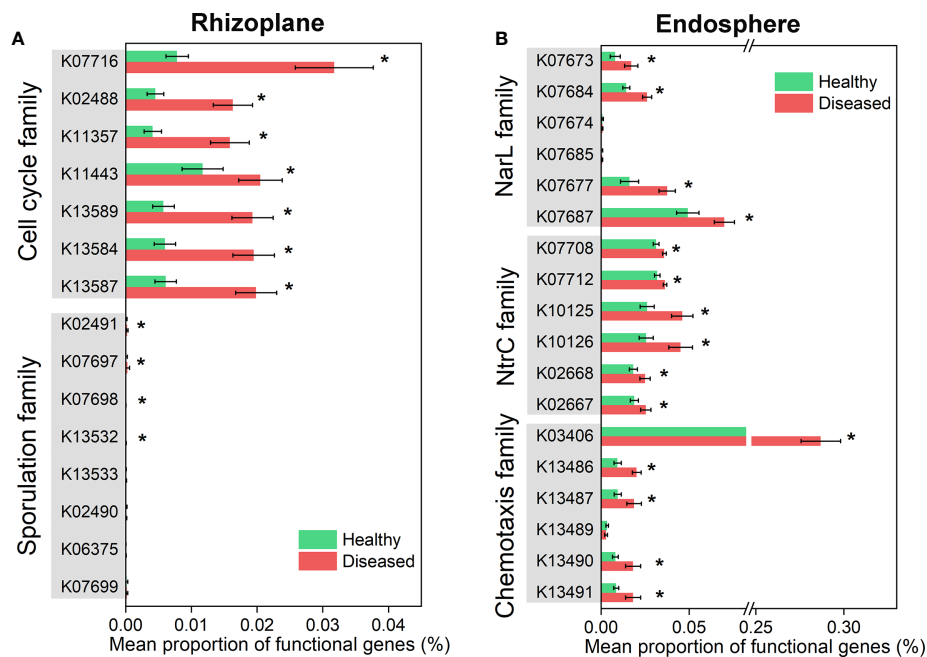 Rhizoplane
A
Cell cycle family
K07716
K02488
K11357
K11443
K13589
K13584
K13587
*
*
*
*
*
*
*
Sporulation family
K02491
K07697
K07698
K13532
K13533
K02490
K06375
K07699
*
*
*
*
Healthy
Diseased
0.00
0.01
0.02
0.03
0.04
Mean proportion of functional genes (%)
Endosphere
B
NarL family
K07673
K07684
K07674
K07685
K07677
K07687
*
*
*
*
Healthy
Diseased
NtrC family
K07708
K07712
K10125
K10126
K02668
K02667
*
*
*
*
*
*
Chemotaxis family
K03406
K13486
K13487
K13489
K13490
K13491
*
*
*
*
*
0.00
0.05
0.25
0.30
Mean proportion of functional genes (%)